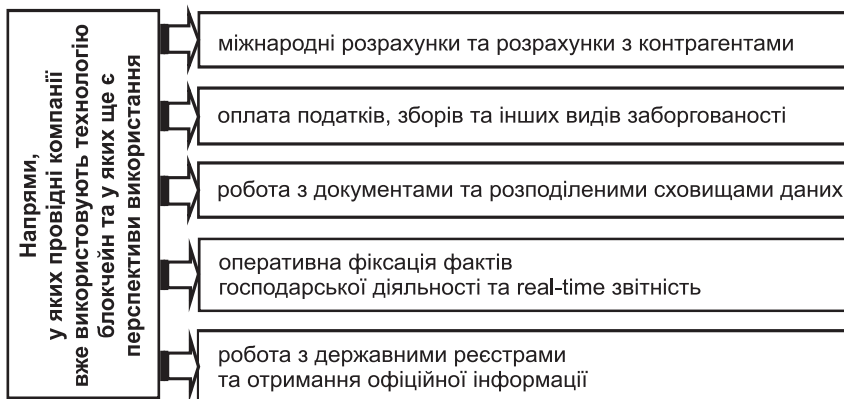 Напрями,
у яких провідні компанії
вже використовують технологію
блокчейн та у яких ще є
перспективи використання
міжнародні розрахунки та розрахунки з контрагентами
оплата податків, зборів та інших видів заборгованості
робота з документами та розподіленими сховищами даних
оперативна фіксація фактів
господарської діяльності та real-time звітність
робота з державними реєстрами
та отримання офіційної інформації